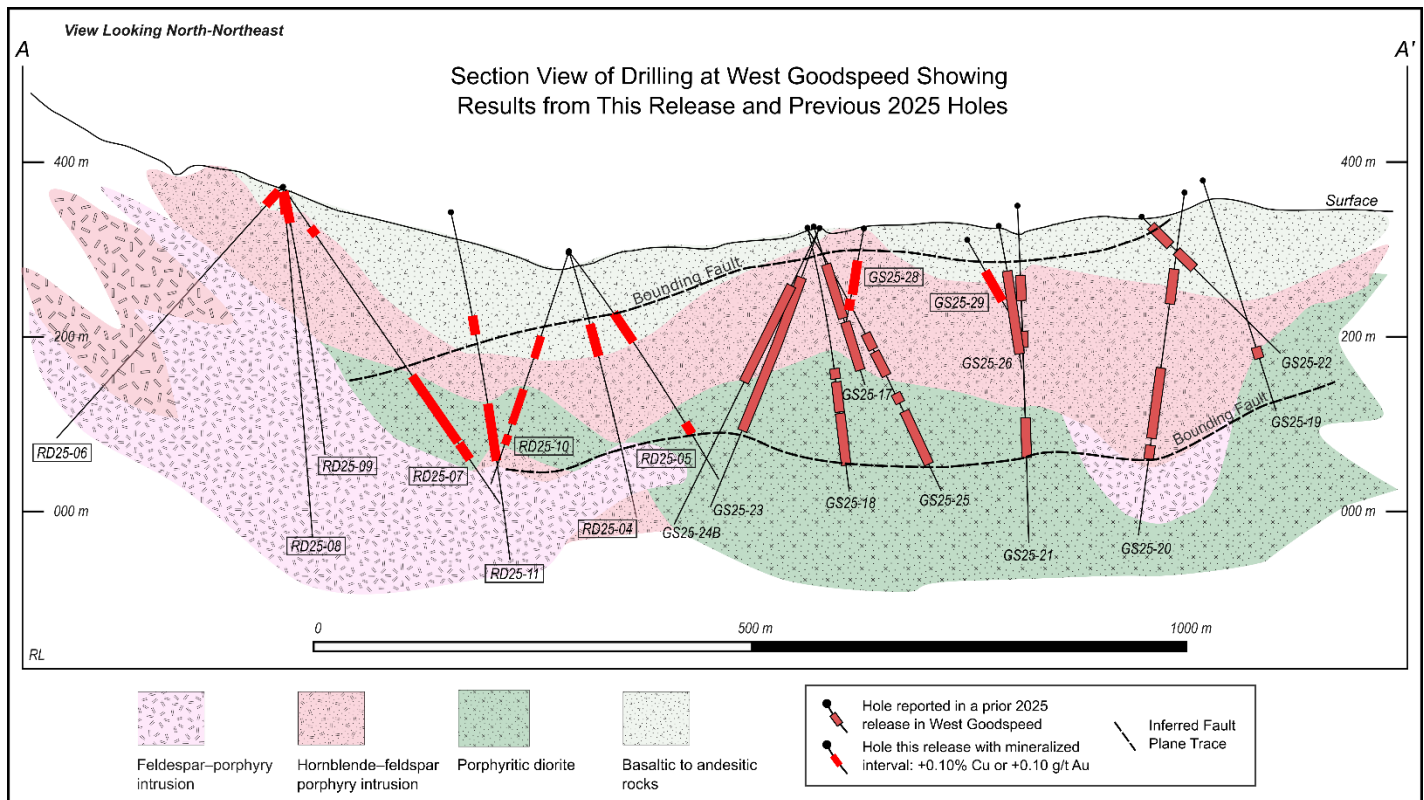 View Looking North-Northeast
A
A'
Section View of Drilling at West Goodspeed Showing
Results from This Release and Previous 2025 Holes
400 m
400 m
Surface
Bounding Fault
GS25-28
GS25-29
200 m
200 m
GS25-26
GS25-22
GS25-17
Bounding Fault
GS25-19
RD25-06
RD25-09
RD25-07
RD25-10
RD25-05
GS25-18
GS25-25
GS25-23
000 m
000 m
RD25-08
RD25-04
GS25-24B
GS25-21
GS25-20
RD25-11
0
500 m
1000 m
RL
Feldespar–porphyry
intrusion
Hornblende–feldspar
porphyry intrusion
Porphyritic diorite
Basaltic to andesitic
rocks
Hole reported in a prior 2025
release in West Goodspeed
Hole this release with mineralized
interval: +0.10% Cu or +0.10 g/t Au
Inferred Fault
Plane Trace